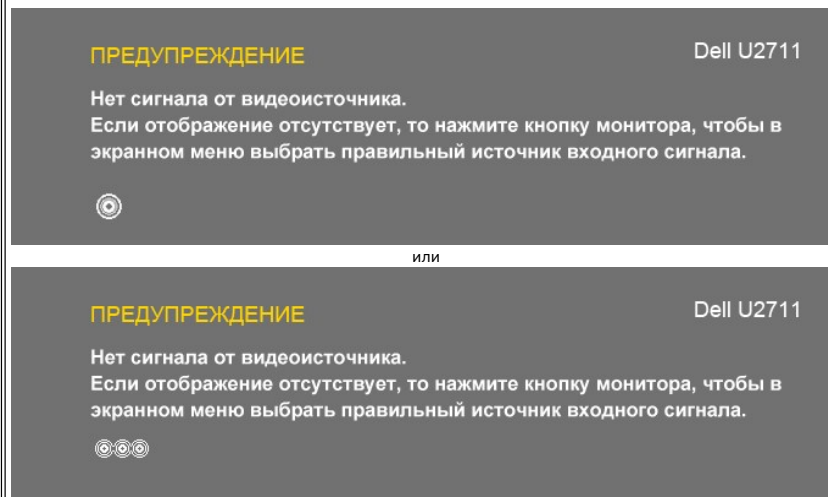 ПРЕДУПРЕЖДЕНИЕ
Dell U2711
Нет сигнала от видеоисточника.
Если отображение отсутствует, то нажмите кнопку монитора, чтобы в
экранном меню выбрать правильный источник входного сигнала.
или
ПРЕДУПРЕЖДЕНИЕ
Dell U2711
Нет сигнала от видеоисточника.
Если отображение отсутствует, то нажмите кнопку монитора, чтобы в
экранном меню выбрать правильный источник входного сигнала.